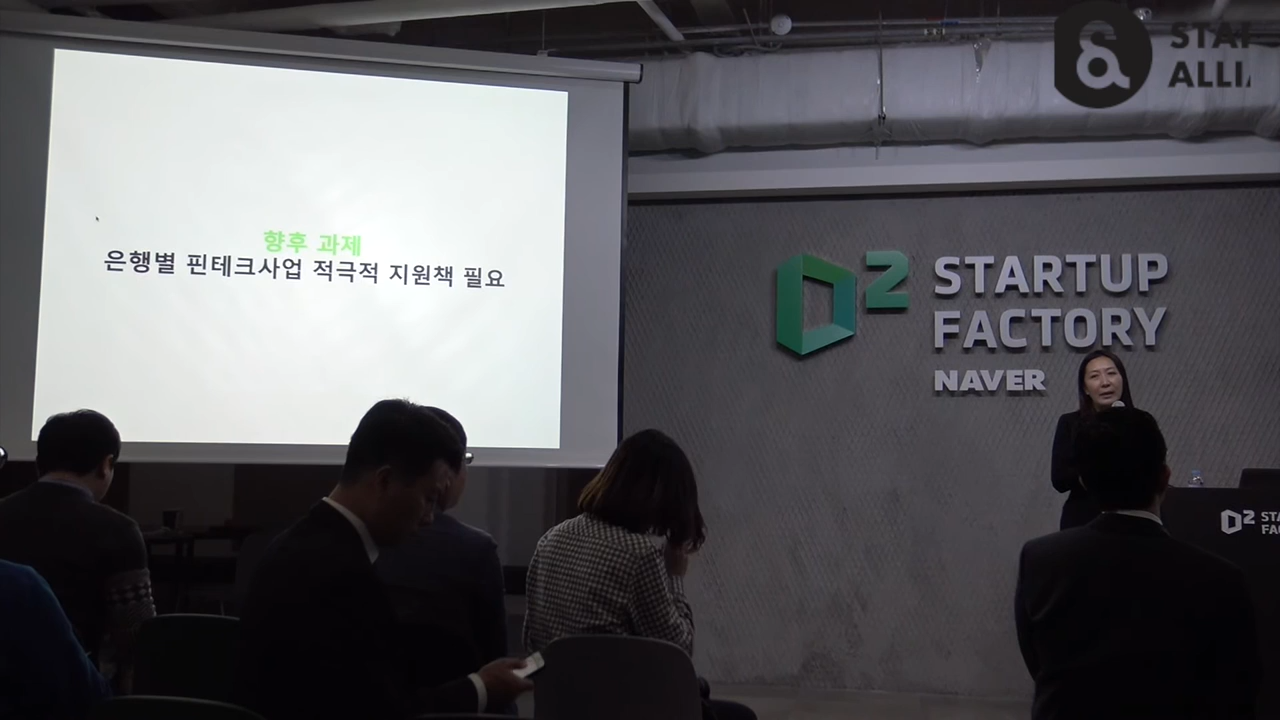 향후 과제
은행별 핀테크사업 적극적 지원책 필요
D2 STARTUP
FACTORY
NAVER
D2